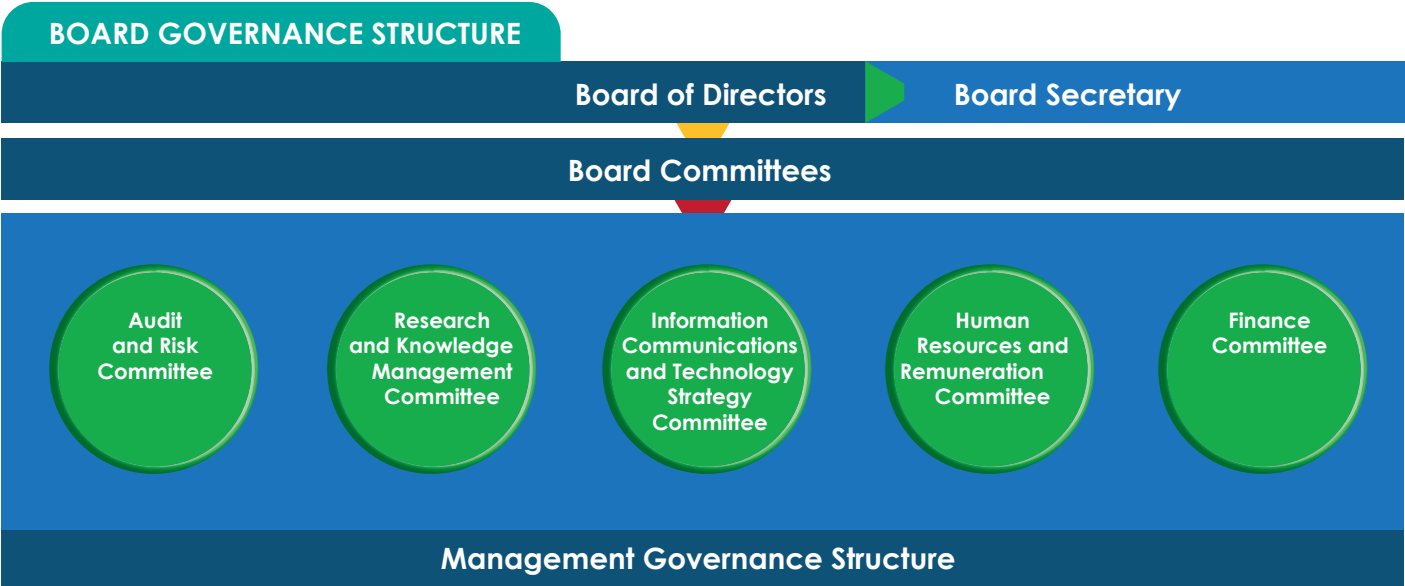 BOARD GOVERNANCE STRUCTURE
Board of Directors
Board Secretary
Board Committees
Audit
and Risk
Committee
Research
and Knowledge
Management
Committee
Information
Communications
and Technology
Strategy
Committee
Human
Resources and
Remuneration
Committee
Finance
Committee
Management Governance Structure